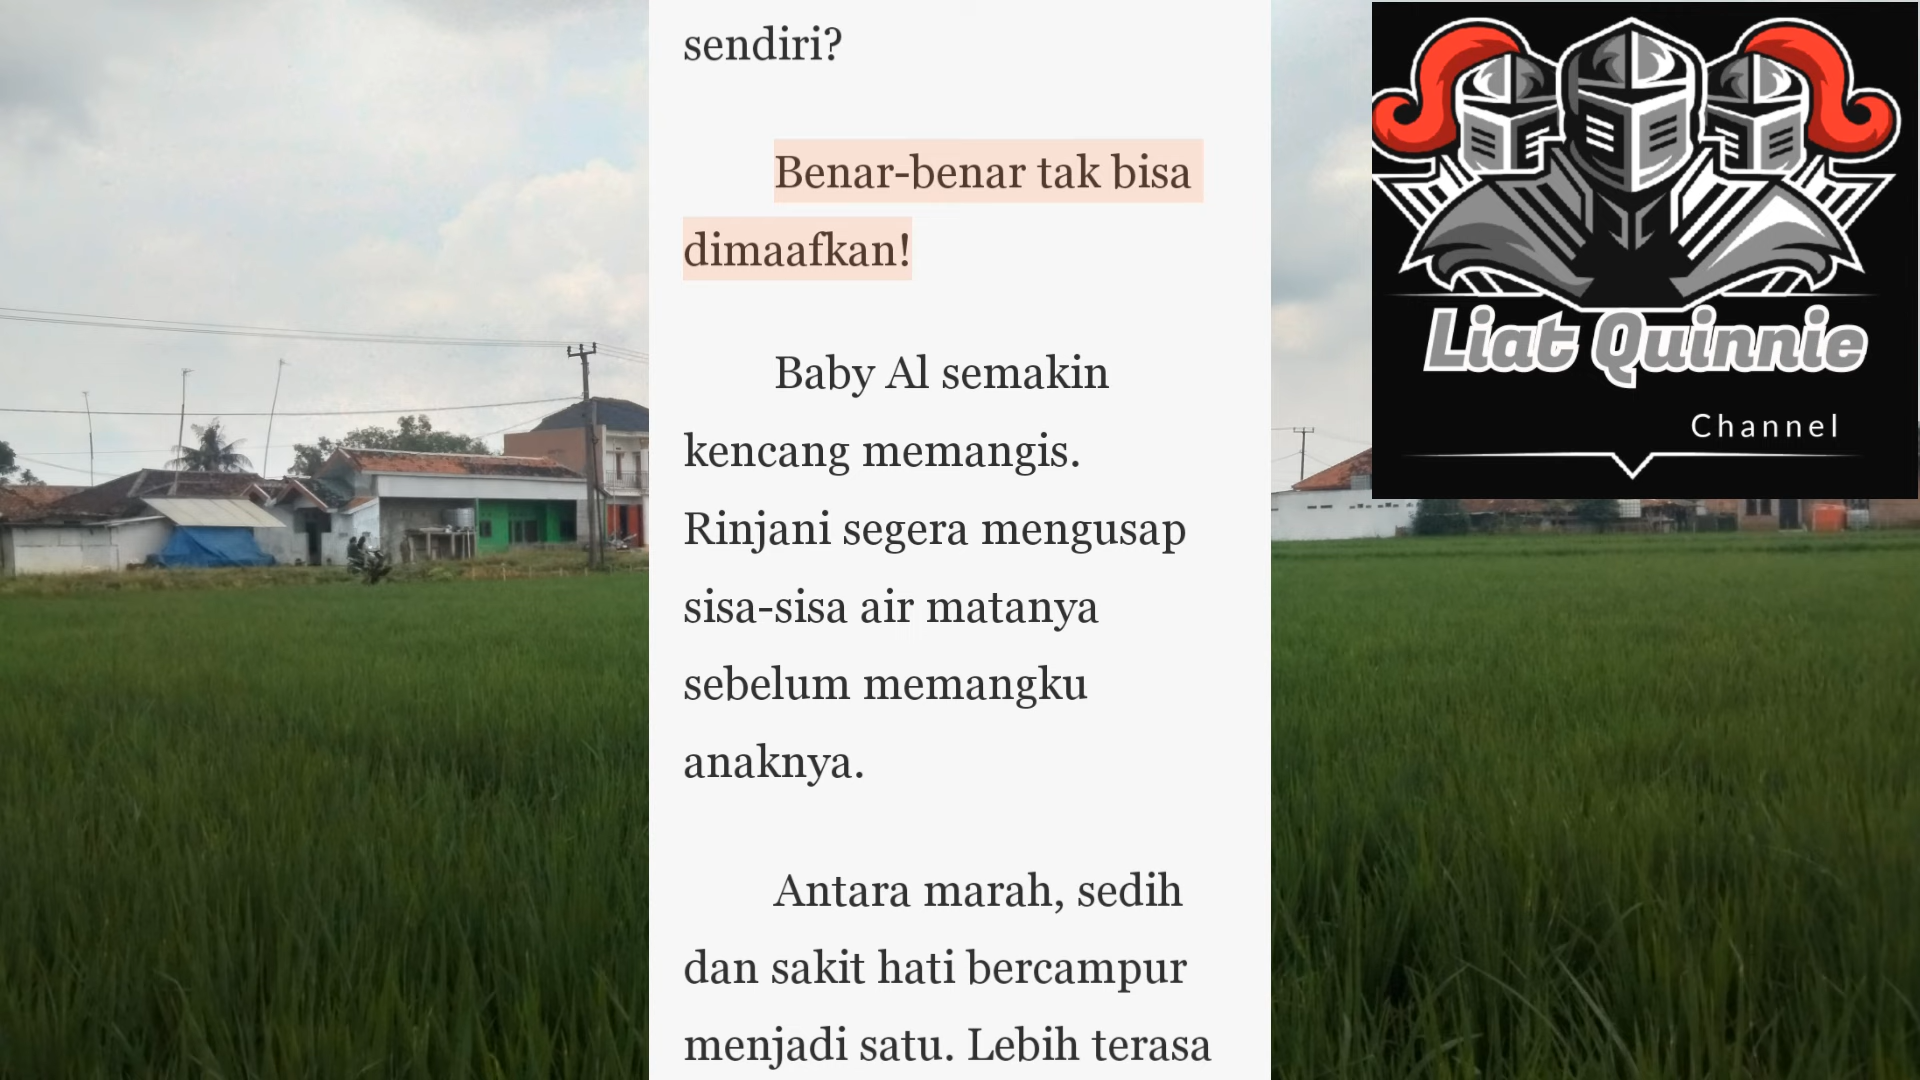 sendiri?
Benar-benar tak bisa
dimaafkan!
Baby Al semakin
kencang memangis.
Rinjani segera mengusap
sisa-sisa air matanya
sebelum memangku
anaknya.
Antara marah, sedih
dan sakit hati bercampur
menjadi satu. Lebih terasa
Liat Quinnie
Channel